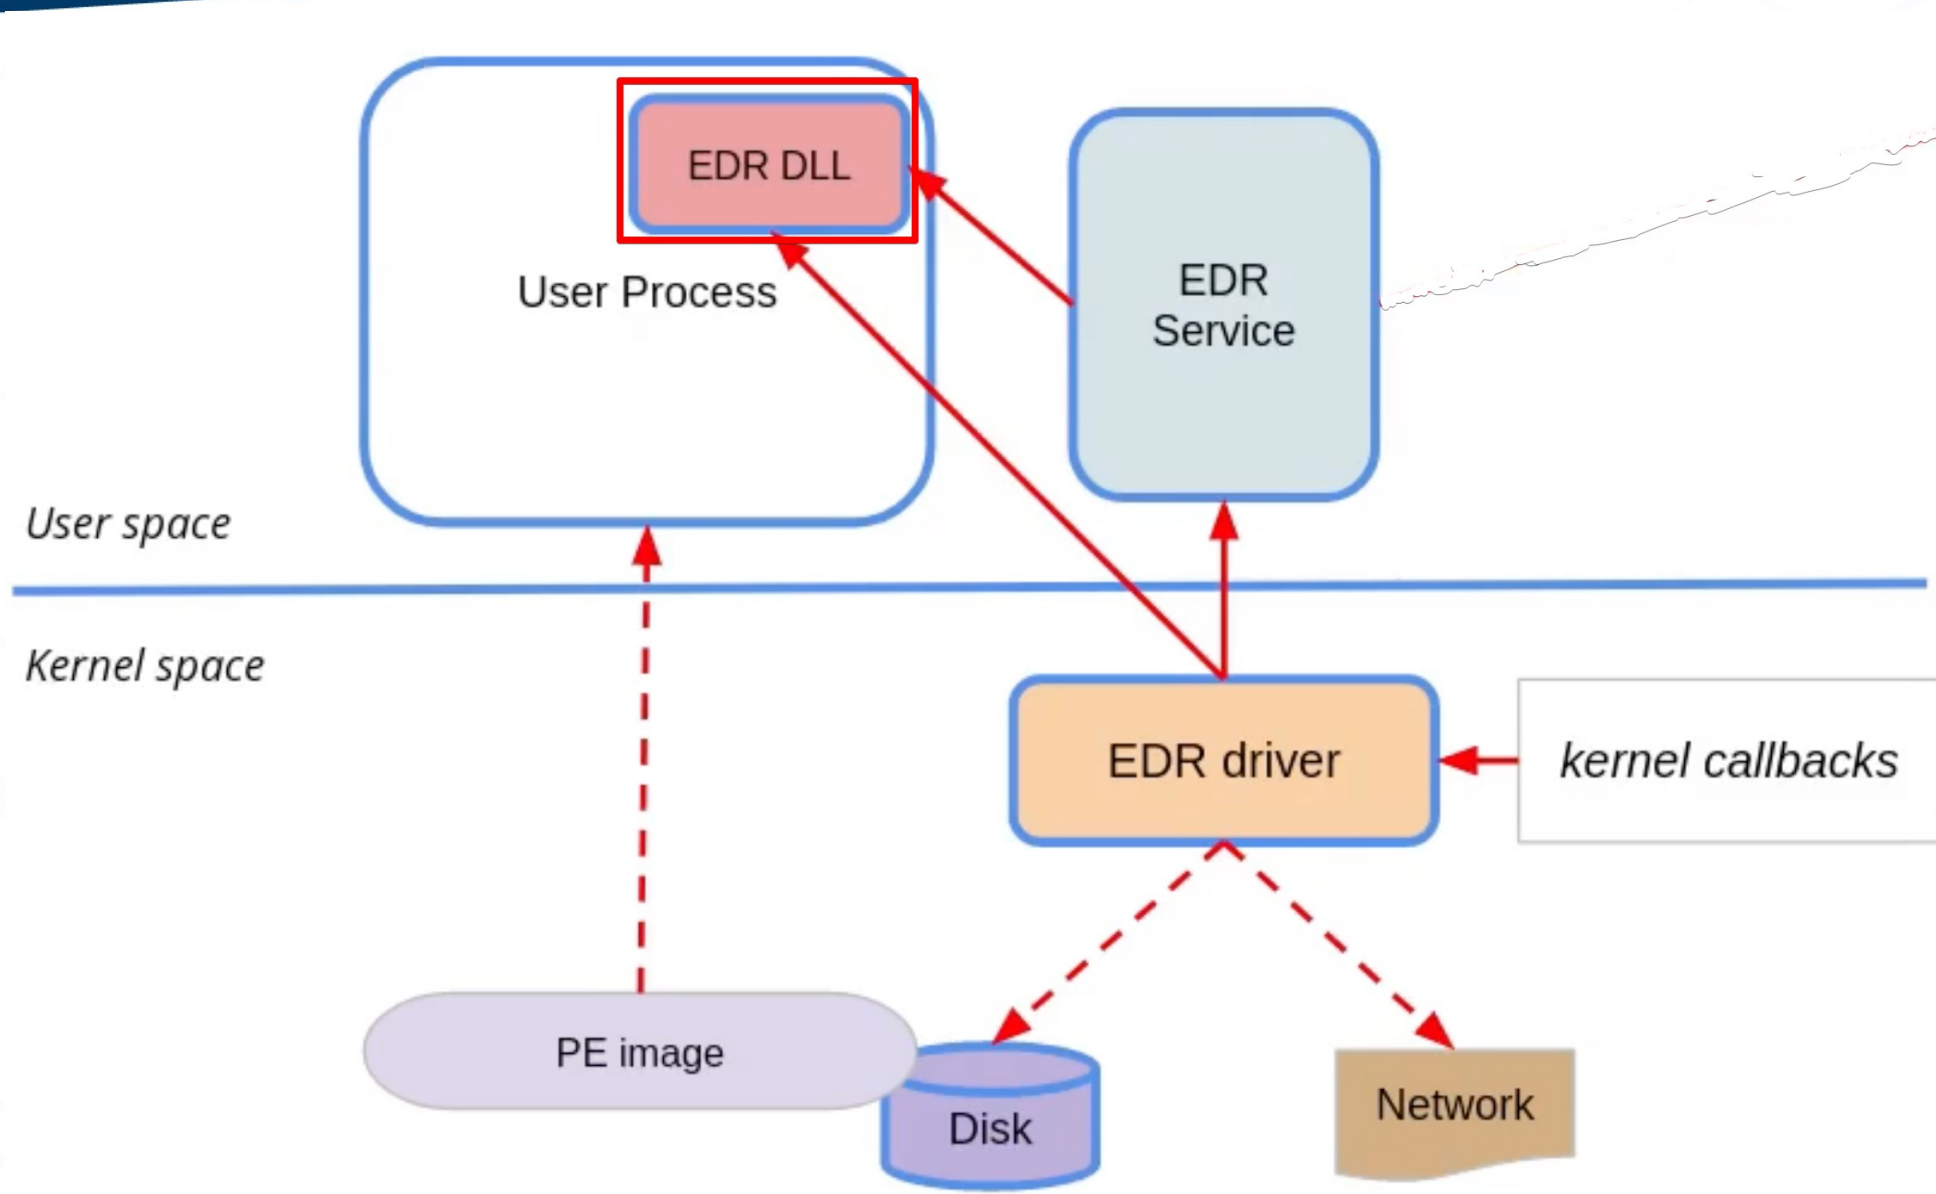 EDR DLL
User Process
EDR
Service
User space
Kernel space
EDR driver
kernel callbacks
PE image
Disk
Network